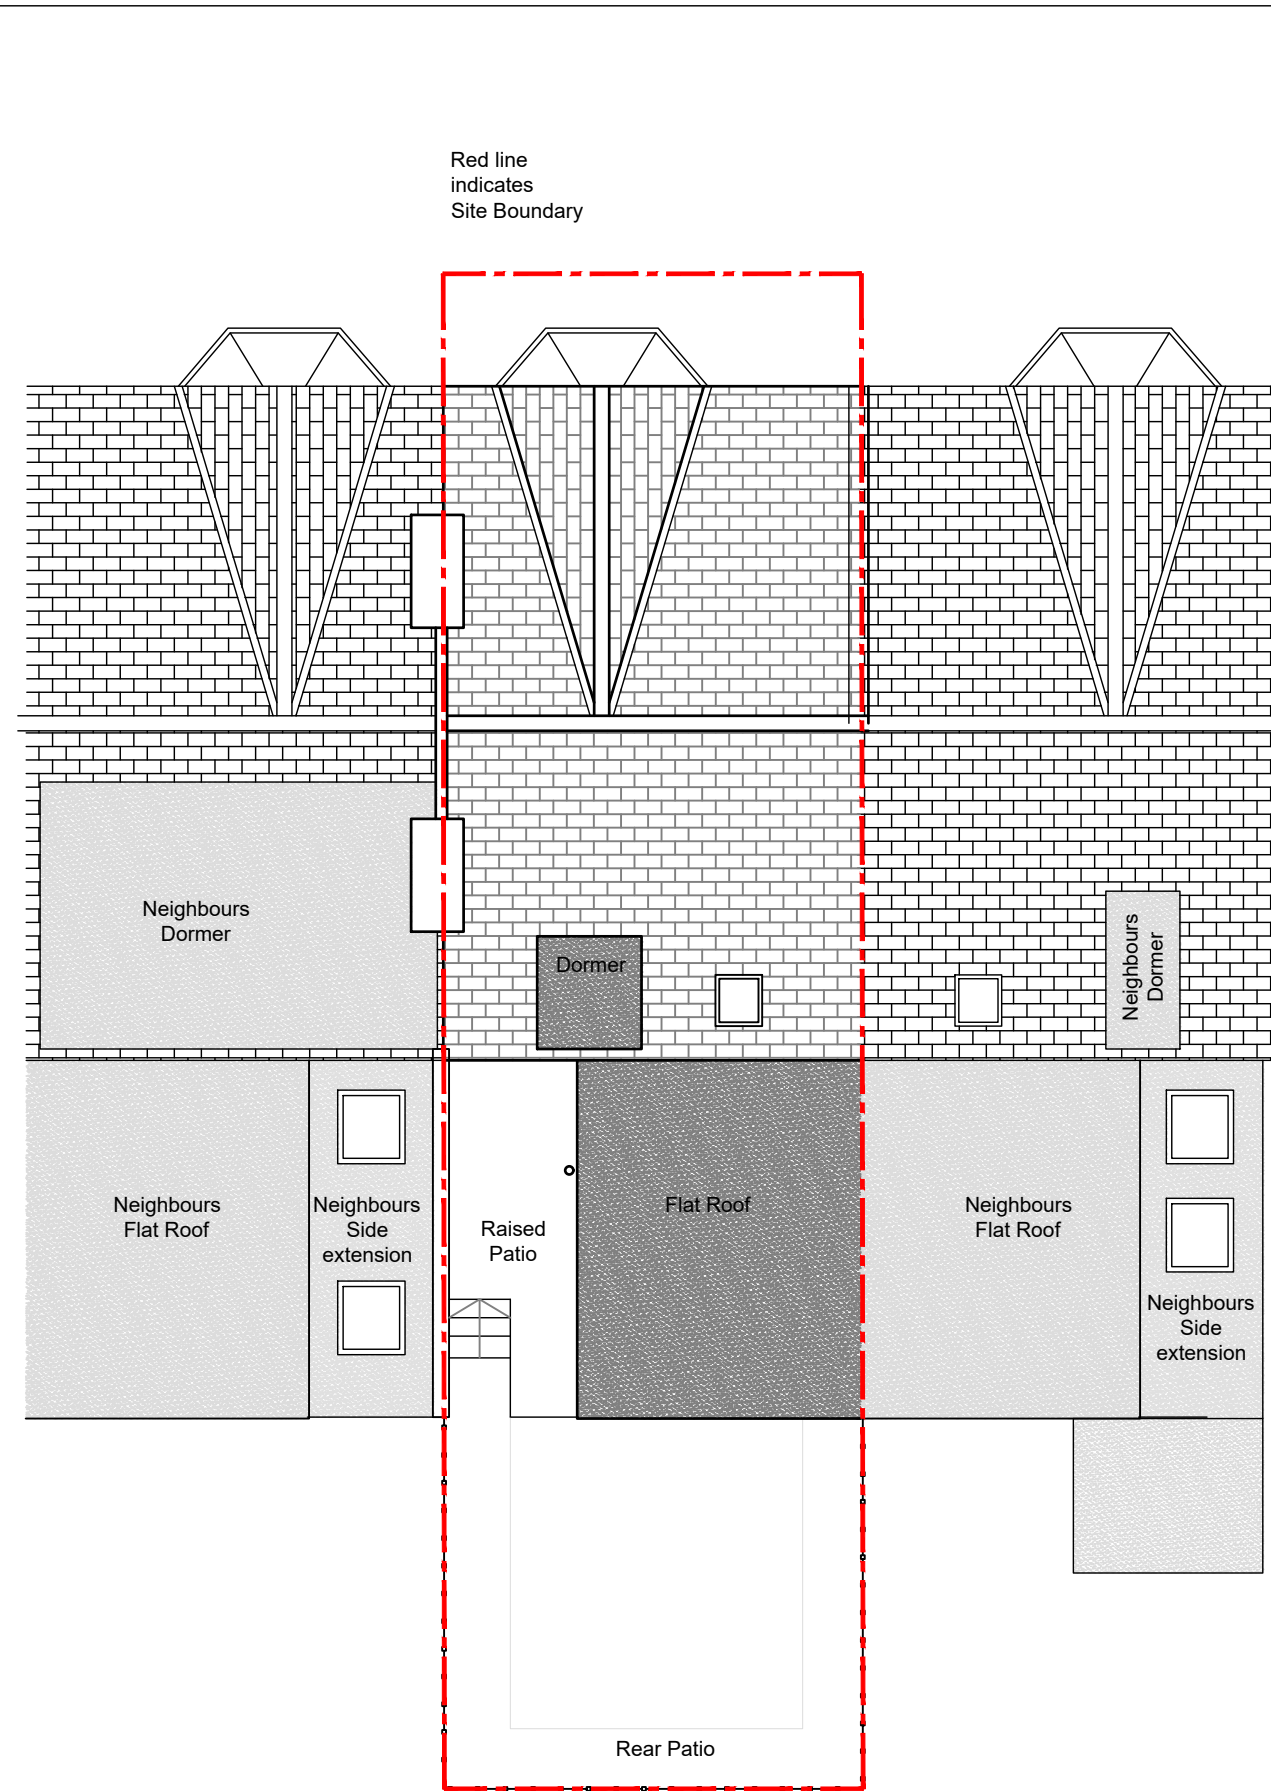 Red line
indicates
Site Boundary
Neighbours
Dormer
Dormer
Neighbours
Dormer
Neighbours
Flat Roof
Neighbours
Side
extension
Raised
Patio
Flat Roof
Neighbours
Flat Roof
Neighbours
Side
extension
Rear Patio